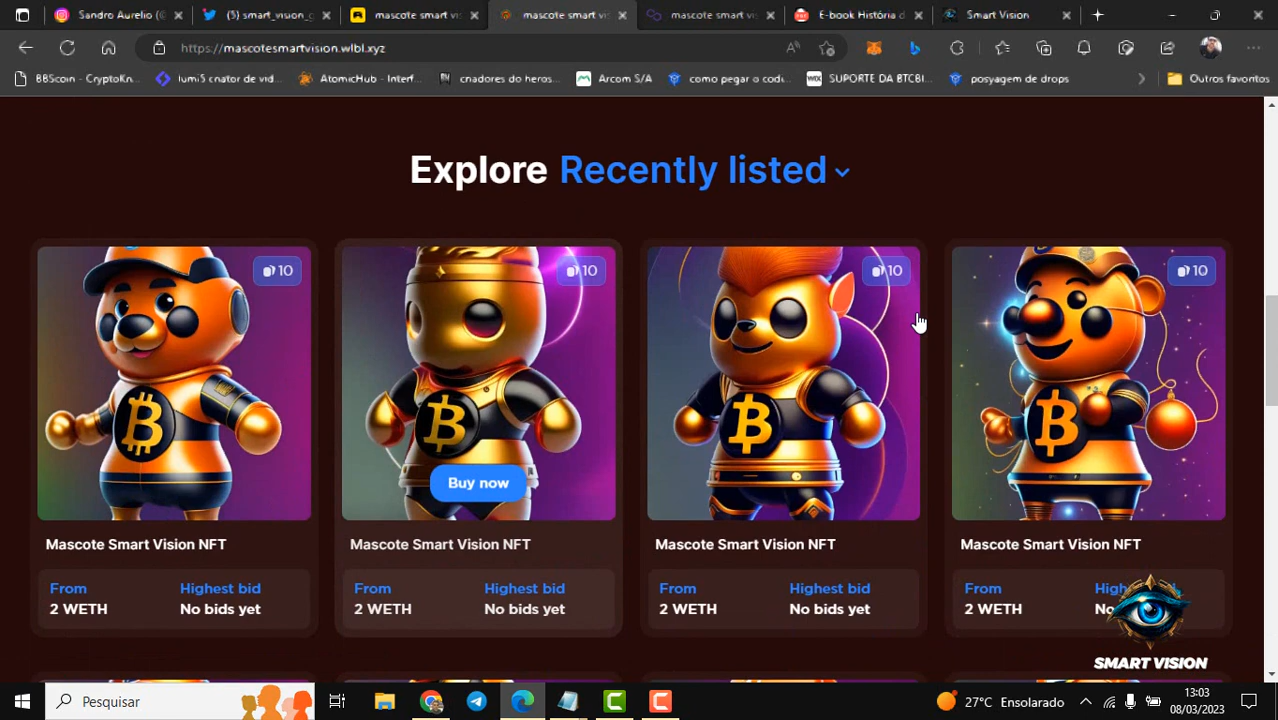 Sandro Aurelio (@
(5) smart_vision_g
mascote smart vi
mascote smart vi
mascote smart vi
E-book História d
Smart Vision
https://mascotesmartvision.wlbl.xyz
BBScoin - CryptoKn...
lumi5 criator de vid...
AtomicHub - Interf...
criadores do heros...
Arcom S/A
como pegar o codi...
WIX
SUPORTE DA BTCBI...
posyagem de drops
Outros favoritos
Explore Recently listed
10
10
10
10
Buy now
Mascote Smart Vision NFT
Mascote Smart Vision NFT
Mascote Smart Vision NFT
Mascote Smart Vision NFT
From Highest bid
2 WETH No bids yet
From Highest bid
2 WETH No bids yet
From Highest bid
2 WETH No bids yet
From
2 WETH
SMART VISION
Pesquisar
27°C Ensolarado
13:03
08/03/2023